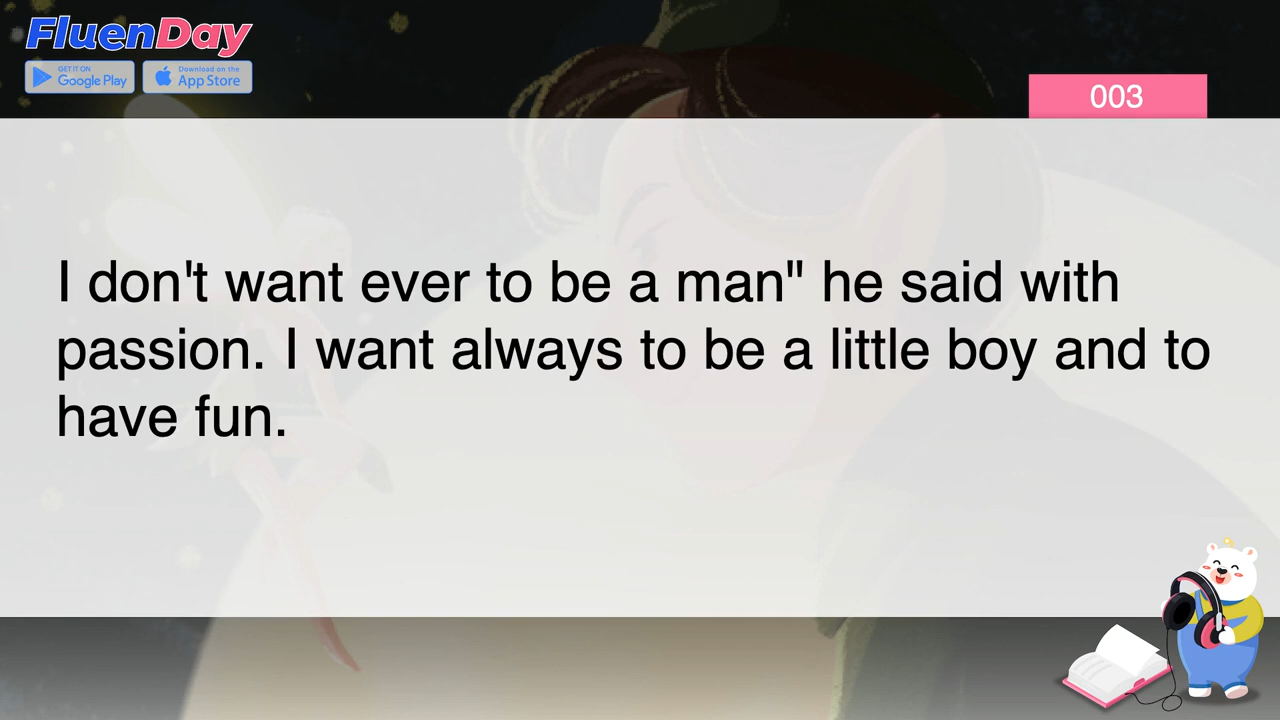 FluenDay
GET IT ON
Google Play
Download on the
App Store
003
I don't want ever to be a man" he said with
passion. I want always to be a little boy and to
have fun.